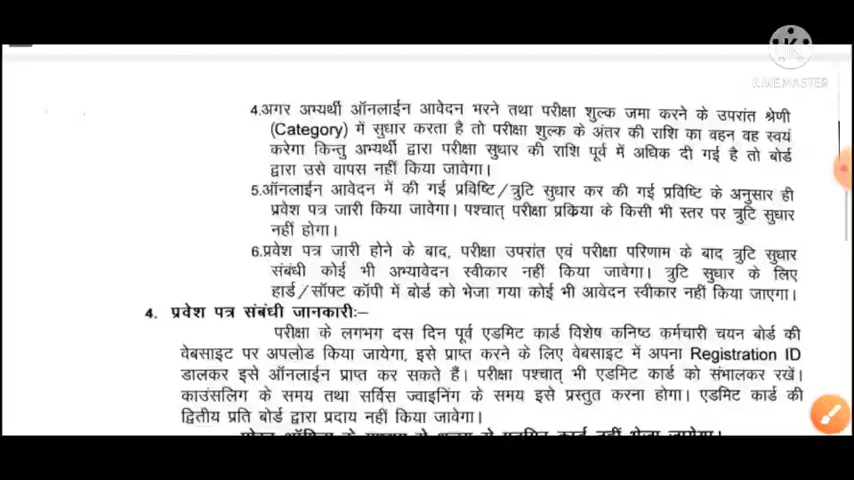 KINEMASTER
4.अगर अभ्यर्थी ऑनलाईन आवेदन भरने तथा परीक्षा शुल्क जमा करने के उपरांत श्रेणी
(Category) में सुधार करता है तो परीक्षा शुल्क के अंतर की राशि का वहन वह स्वयं
करेगा किन्तु अभ्यर्थी द्वारा परीक्षा सुधार की राशि पूर्व में अधिक दी गई है तो बोर्ड
द्वारा उसे वापस नहीं किया जावेगा।
5.ऑनलाईन आवेदन में की गई प्रविष्टि/त्रुटि सुधार कर की गई प्रविष्टि के अनुसार ही
प्रवेश पत्र जारी किया जावेगा। पश्चात् परीक्षा प्रकिया के किसी भी स्तर पर त्रुटि सुधार
नहीं होगा।
6.प्रवेश पत्र जारी होने के बाद, परीक्षा उपरांत एवं परीक्षा परिणाम के बाद त्रुटि सुधार
संबंधी कोई भी अभ्यावेदन स्वीकार नहीं किया जावेगा। त्रुटि सुधार के लिए
हार्ड/सॉफ्ट कॉपी में बोर्ड को भेजा गया कोई भी आवेदन स्वीकार नहीं किया जाएगा।
4. प्रवेश पत्र संबंधी जानकारी:–
परीक्षा के लगभग दस दिन पूर्व एडमिट कार्ड विशेष कनिष्ठ कर्मचारी चयन बोर्ड की
वेबसाइट पर अपलोड किया जायेगा, इसे प्राप्त करने के लिए वेबसाइट में अपना Registration ID
डालकर इसे ऑनलाईन प्राप्त कर सकते हैं। परीक्षा पश्चात् भी एडमिट कार्ड को संभालकर रखें।
काउंसलिग के समय तथा सर्विस ज्वाइनिंग के समय इसे प्रस्तुत करना होगा। एडमिट कार्ड की
द्वितीय प्रति बोर्ड द्वारा प्रदाय नहीं किया जावेगा।